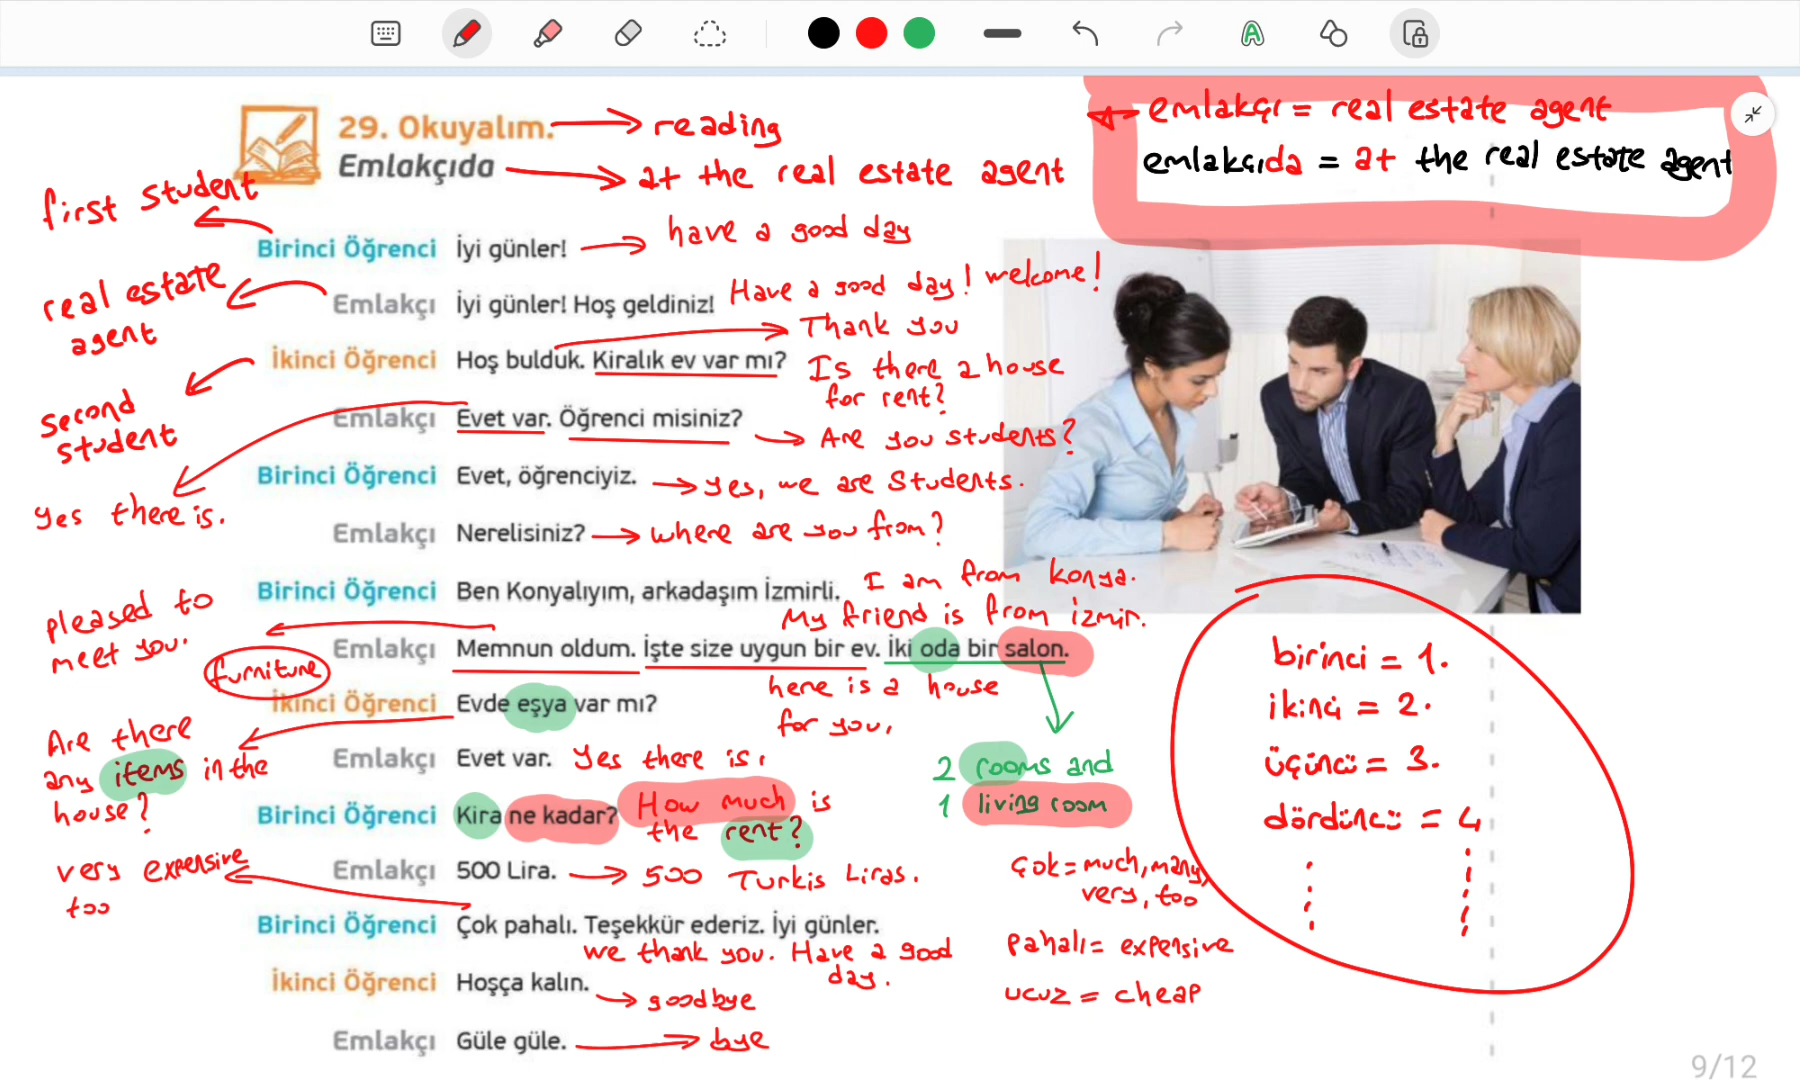 29. Okuyalım. → reading
Emlakçıda → at the real estate agent
emlakçı = real estate agent
emlakçıda = at the real estate agent
first student
Birinci Öğrenci İyi günler! → have a good day
real estate agent
Emlakçı İyi günler! Hoş geldiniz! Have a good day! welcome!
Thank you
İkinci Öğrenci Hoş bulduk. Kiralık ev var mı? Is there a house
for rent?
second student
Emlakçı Evet var. Öğrenci misiniz? → Are you students?
Birinci Öğrenci Evet, öğrenciyiz. → yes, we are students.
yes there is.
Emlakçı Nerelisiniz? → where are you from?
Birinci Öğrenci Ben Konyalıyım, arkadaşım İzmirli. I am from konya.
My friend is from izmir.
pleased to
meet you.
Emlakçı Memnun oldum. İşte size uygun bir ev. İki oda bir salon.
furniture
here is a house
for you.
İkinci Öğrenci Evde eşya var mı?
Are there
any items in the
house?
Emlakçı Evet var. Yes there is.
2 rooms and
1 living room
Birinci Öğrenci Kira ne kadar? How much is
the rent?
Emlakçı 500 Lira. → 500 Turkis Liras.
very expensive
too
Birinci Öğrenci Çok pahalı. Teşekkür ederiz. İyi günler.
we thank you. Have a good
day.
İkinci Öğrenci Hoşça kalın. → goodbye
Emlakçı Güle güle. → bye
çok = much, many,
very, too
pahalı = expensive
ucuz = cheap
birinci = 1.
ikinci = 2.
üçüncü = 3.
dördüncü = 4
9/12